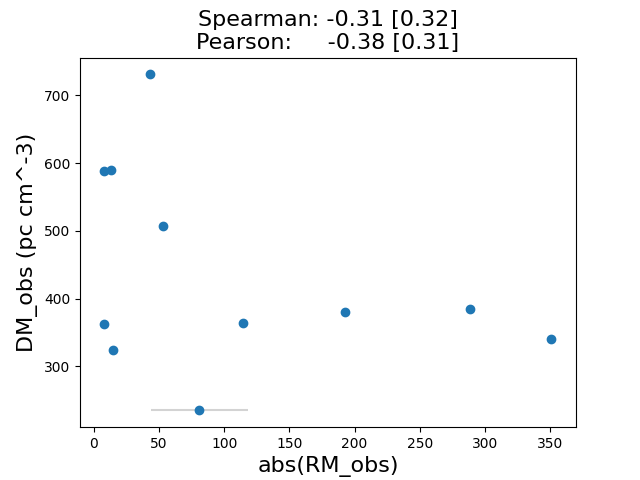 Spearman: -0.31 [0.32]
Pearson: -0.38 [0.31]
DM_obs (pc cm^-3)
700
600
500
400
300
0 50 100 150 200 250 300 350
abs(RM_obs)